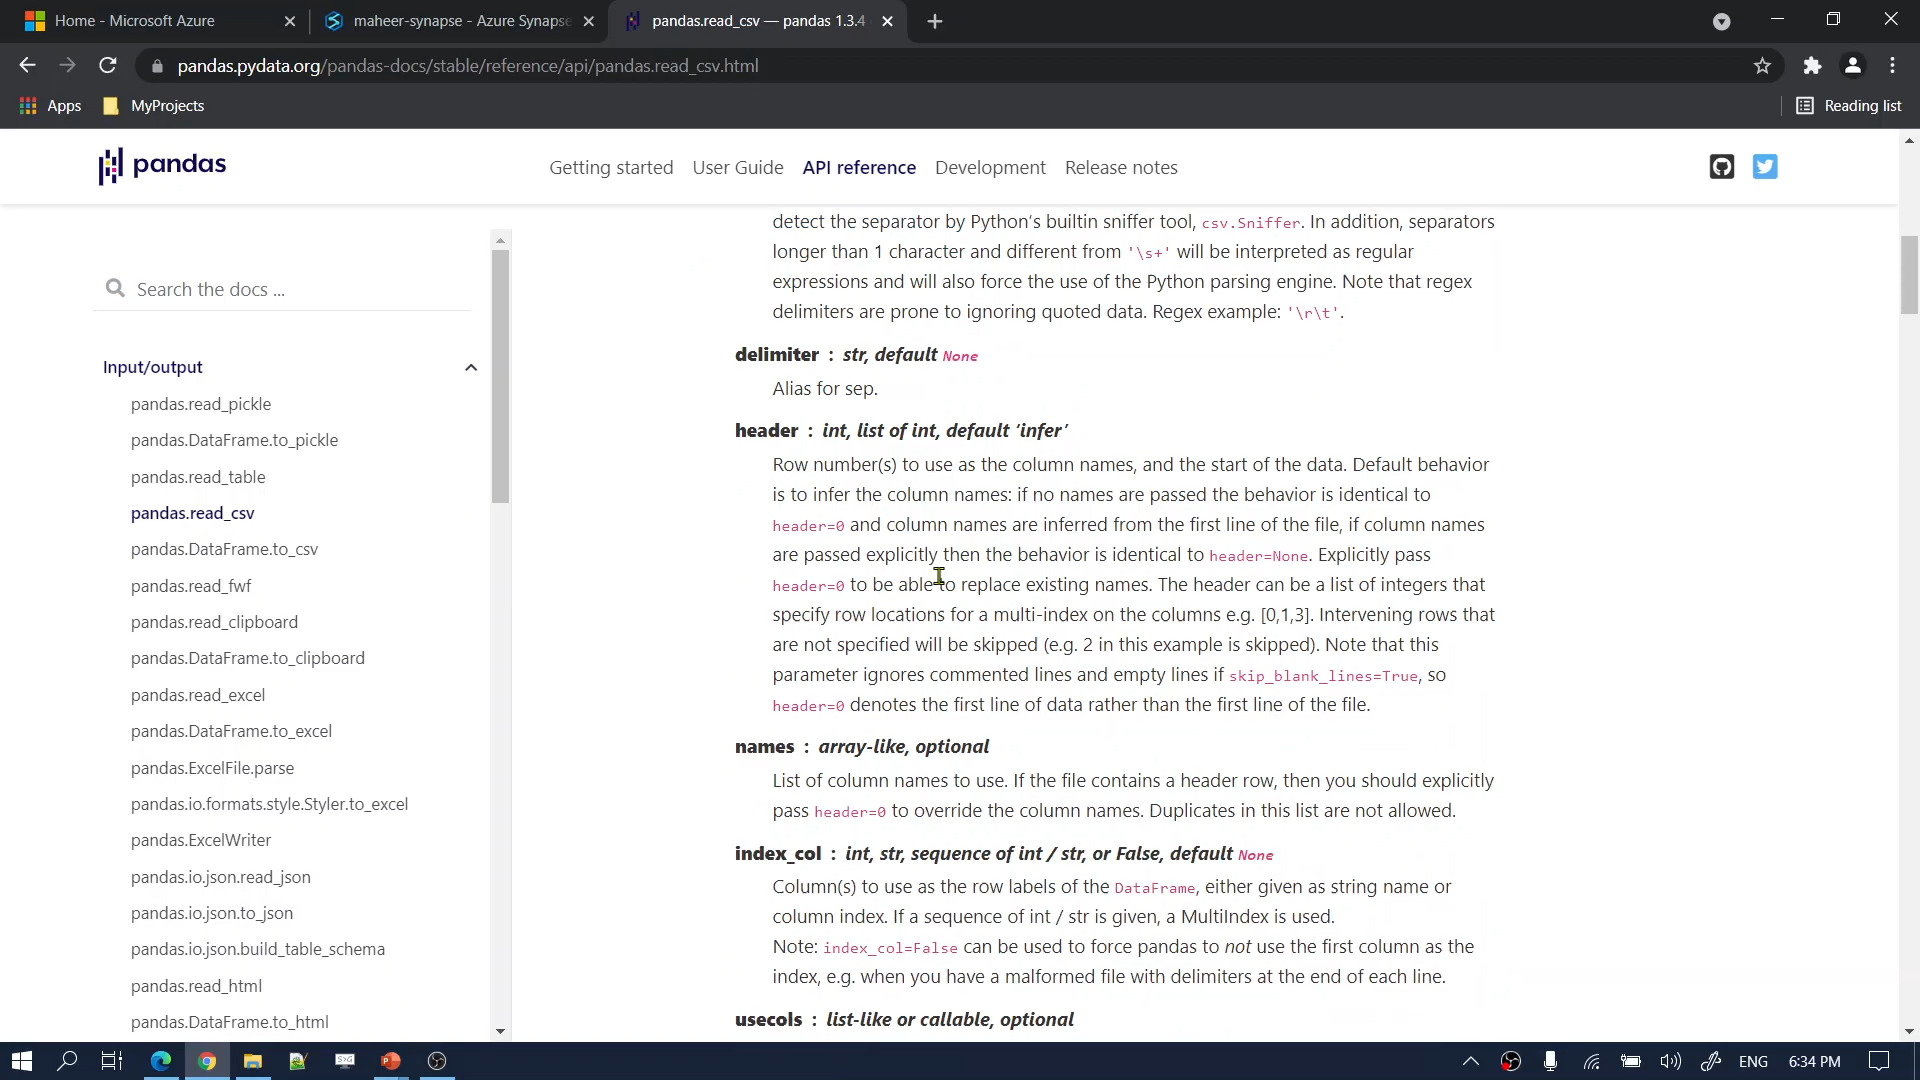 Home - Microsoft Azure
maheer-synapse - Azure Synapse
pandas.read_csv — pandas 1.3.4
pandas.pydata.org/pandas-docs/stable/reference/api/pandas.read_csv.html
Apps
MyProjects
Reading list
pandas
Getting started
User Guide
API reference
Development
Release notes
Search the docs ...
Input/output
pandas.read_pickle
pandas.DataFrame.to_pickle
pandas.read_table
pandas.read_csv
pandas.DataFrame.to_csv
pandas.read_fwf
pandas.read_clipboard
pandas.DataFrame.to_clipboard
pandas.read_excel
pandas.DataFrame.to_excel
pandas.ExcelFile.parse
pandas.io.formats.style.Styler.to_excel
pandas.ExcelWriter
pandas.io.json.read_json
pandas.io.json.to_json
pandas.io.json.build_table_schema
pandas.read_html
pandas.DataFrame.to_html
detect the separator by Python's builtin sniffer tool, csv.Sniffer. In addition, separators
longer than 1 character and different from '\s+' will be interpreted as regular
expressions and will also force the use of the Python parsing engine. Note that regex
delimiters are prone to ignoring quoted data. Regex example: '\r\t'.
delimiter : str, default None
Alias for sep.
header : int, list of int, default ‘infer’
Row number(s) to use as the column names, and the start of the data. Default behavior
is to infer the column names: if no names are passed the behavior is identical to
header=0 and column names are inferred from the first line of the file, if column names
are passed explicitly then the behavior is identical to header=None. Explicitly pass
header=0 to be able to replace existing names. The header can be a list of integers that
specify row locations for a multi-index on the columns e.g. [0,1,3]. Intervening rows that
are not specified will be skipped (e.g. 2 in this example is skipped). Note that this
parameter ignores commented lines and empty lines if skip_blank_lines=True, so
header=0 denotes the first line of data rather than the first line of the file.
names : array-like, optional
List of column names to use. If the file contains a header row, then you should explicitly
pass header=0 to override the column names. Duplicates in this list are not allowed.
index_col : int, str, sequence of int / str, or False, default None
Column(s) to use as the row labels of the DataFrame, either given as string name or
column index. If a sequence of int / str is given, a MultiIndex is used.
Note: index_col=False can be used to force pandas to not use the first column as the
index, e.g. when you have a malformed file with delimiters at the end of each line.
usecols : list-like or callable, optional
ENG
6:34 PM